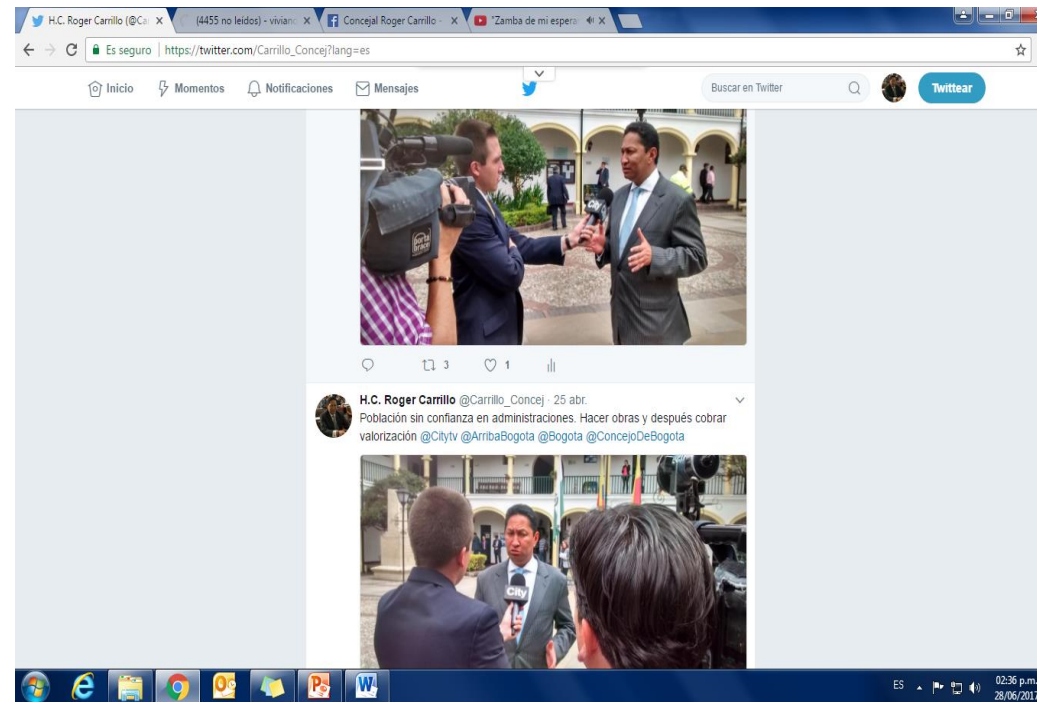 H.C. Roger Carrillo (@Ca
(4455 no leidos) - vivian
Concejal Roger Carrillo -
"Zamba de mi espera
Es seguro | https://twitter.com/Carrillo_Concej?lang=es
Inicio
Momentos
Notificaciones
Mensajes
Buscar en Twitter
Twittear
City
porta brace
3
1
H.C. Roger Carrillo @Carrillo_Concej · 25 abr.
Población sin confianza en administraciones. Hacer obras y después cobrar
valorización @Citytv @ArribaBogota @Bogota @ConcejoDeBogota
City
ES
02:36 p.m.
28/06/2017